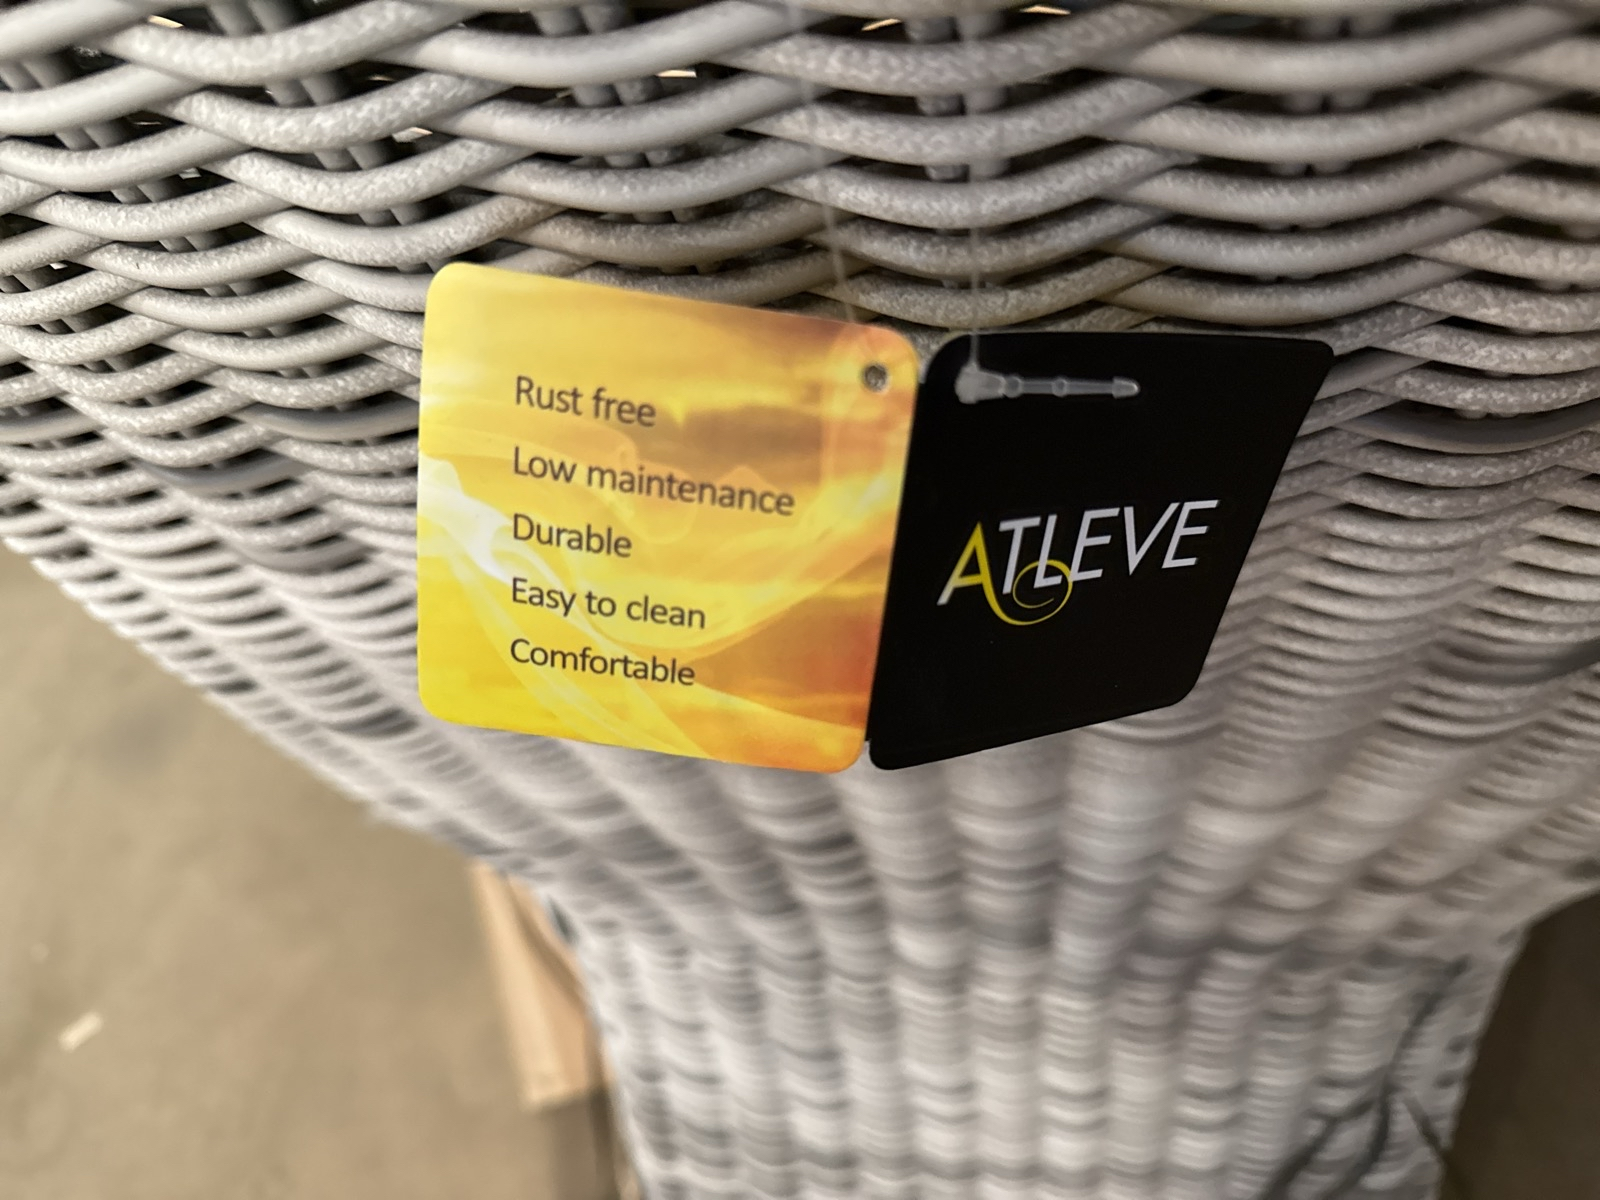 Rust free
Low maintenance
Durable
Easy to clean
Comfortable
ATLEVE